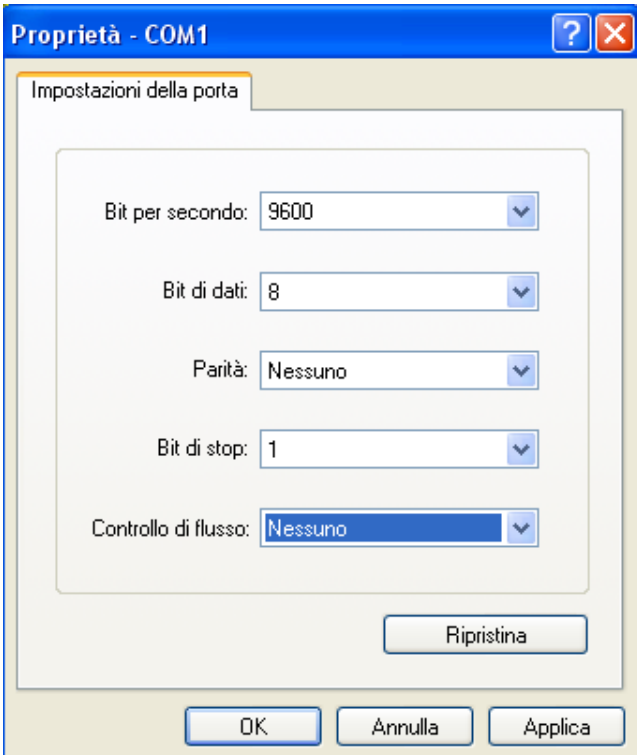 Proprietà - COM1
Impostazioni della porta
Bit per secondo: 9600
Bit di dati: 8
Parità: Nessuno
Bit di stop: 1
Controllo di flusso: Nessuno
Ripristina
OK Annulla Applica